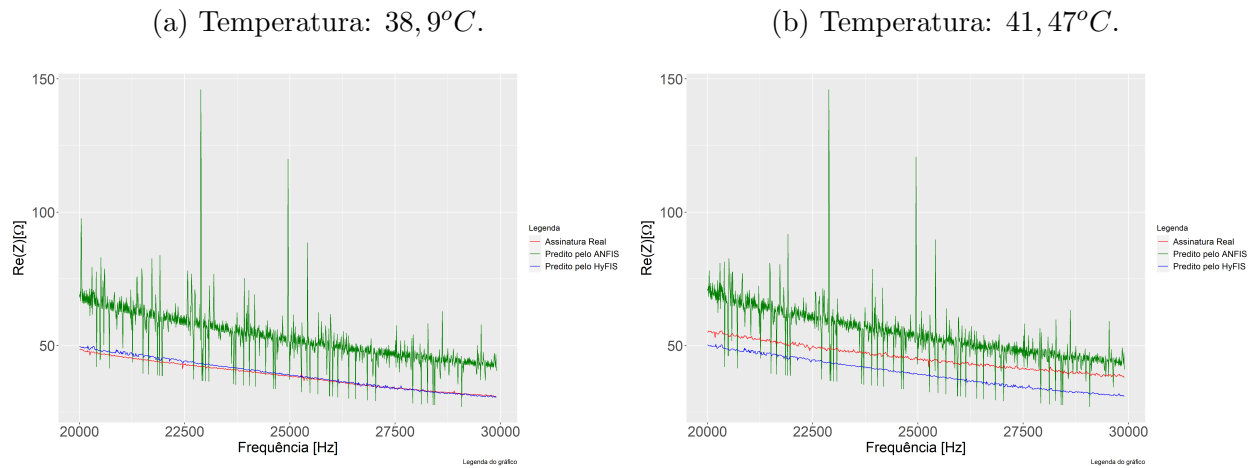 (a) Temperatura: 38, 9°C.
(b) Temperatura: 41, 47°C.
150
100
50
Re(Z)[Ω]
20000 22500 25000 27500 30000
Frequência [Hz]
Legenda
Assinatura Real
Predito pelo ANFIS
Predito pelo HyFIS
Legenda do gráfico
150
100
50
Re(Z)[Ω]
20000 22500 25000 27500 30000
Frequência [Hz]
Legenda
Assinatura Real
Predito pelo ANFIS
Predito pelo HyFIS
Legenda do gráfico